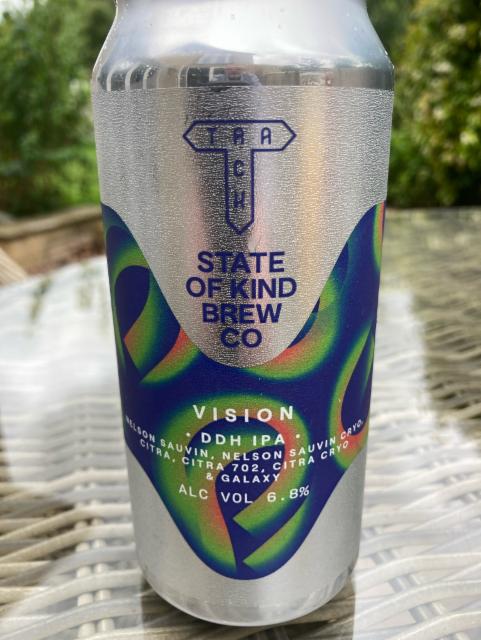 TRA
C
K
STATE
OF KIND
BREW
CO
VISION
• DDH IPA •
NELSON SAUVIN, NELSON SAUVIN CRYO,
CITRA, CITRA 702, CITRA CRYO
& GALAXY
ALC VOL 6.8%